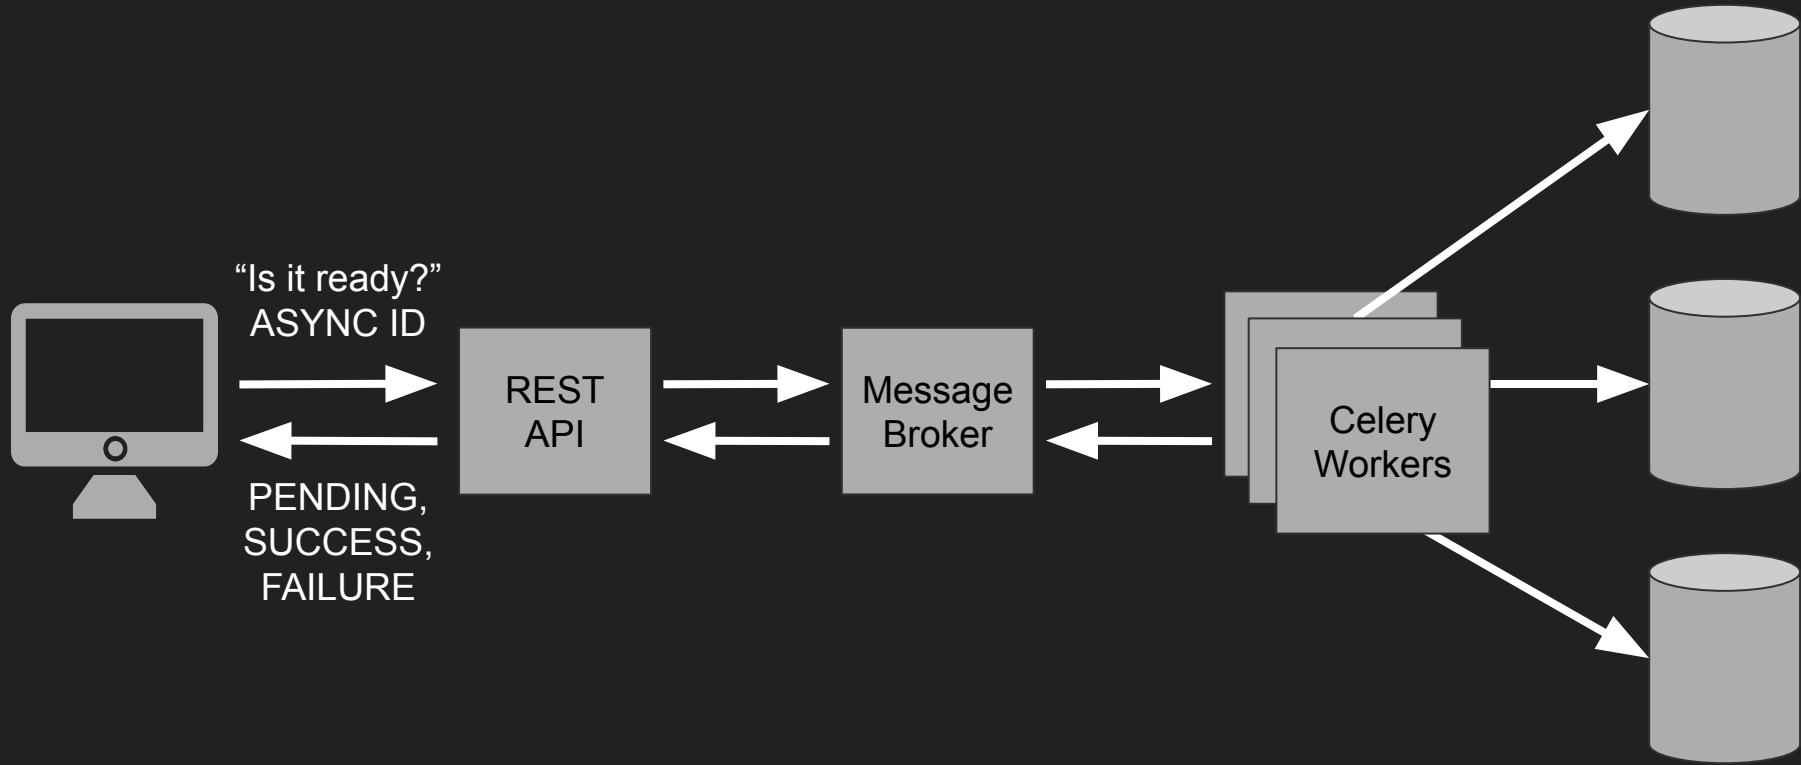 “Is it ready?”
ASYNC ID
PENDING,
SUCCESS,
FAILURE
REST
API
Message
Broker
Celery
Workers